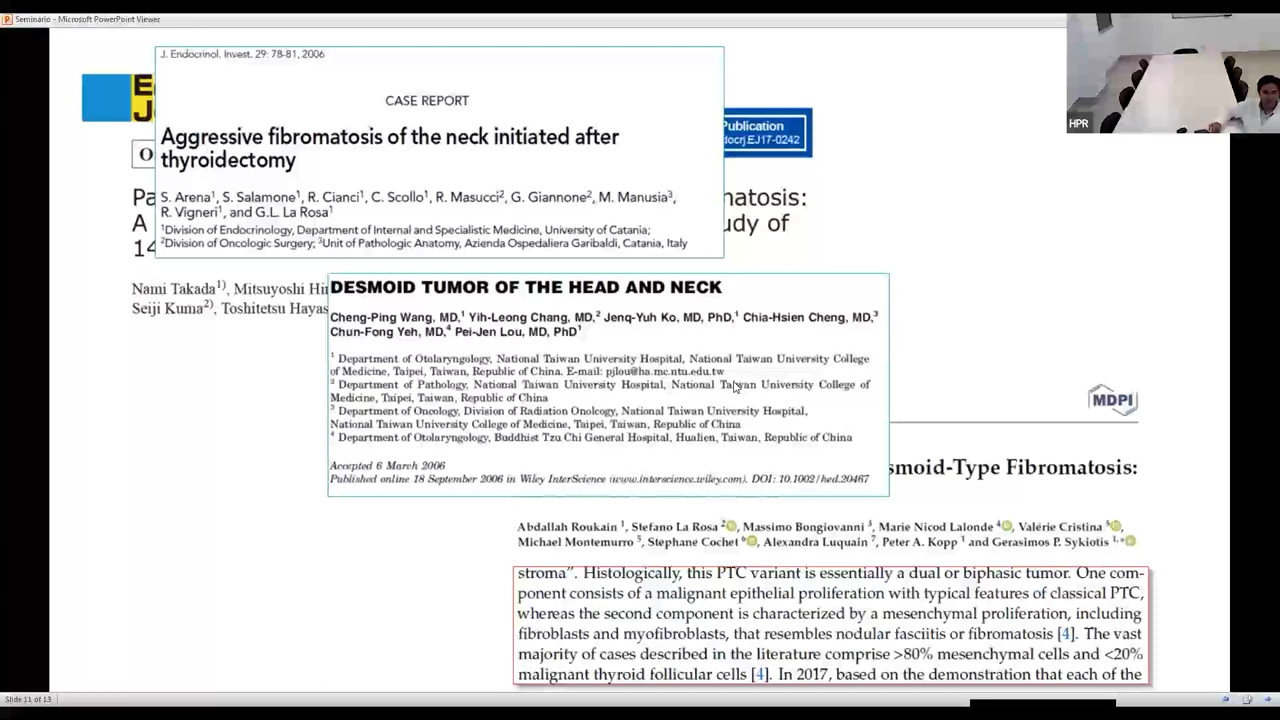 Seminario - Microsoft PowerPoint Viewer
HPR
J. Endocrinol. Invest. 29: 78-81, 2006
CASE REPORT
Aggressive fibromatosis of the neck initiated after
thyroidectomy
S. Arena¹, S. Salamone¹, R. Cianci¹, C. Scollo¹, R. Masucci², G. Giannone², M. Manusia³,
R. Vigneri¹, and G.L. La Rosa¹
¹Division of Endocrinology, Department of Internal and Specialistic Medicine, University of Catania;
²Division of Oncologic Surgery; ³Unit of Pathologic Anatomy, Azienda Ospedaliera Garibaldi, Catania, Italy
E
J
Publication
docrj.EJ17-0242
O
Pa
matosis:
A
udy of
14
Nami Takada¹⁾, Mitsuyoshi Hir
Seiji Kuma²⁾, Toshitetsu Hayas
DESMOID TUMOR OF THE HEAD AND NECK
Cheng-Ping Wang, MD,¹ Yih-Leong Chang, MD,² Jenq-Yuh Ko, MD, PhD,¹ Chia-Hsien Cheng, MD,³
Chun-Fong Yeh, MD,⁴ Pei-Jen Lou, MD, PhD¹
¹ Department of Otolaryngology, National Taiwan University Hospital, National Taiwan University College
of Medicine, Taipei, Taiwan, Republic of China. E-mail: pjlou@ha.mc.ntu.edu.tw
² Department of Pathology, National Taiwan University Hospital, National Taiwan University College of
Medicine, Taipei, Taiwan, Republic of China
³ Department of Oncology, Division of Radiation Onolcogy, National Taiwan University Hospital,
National Taiwan University College of Medicine, Taipei, Taiwan, Republic of China
⁴ Department of Otolaryngology, Buddhist Tzu Chi General Hospital, Hualien, Taiwan, Republic of China
Accepted 6 March 2006
Published online 18 September 2006 in Wiley InterScience (www.interscience.wiley.com). DOI: 10.1002/hed.20467
MDPI
smoid-Type Fibromatosis:
Abdallah Roukain ¹, Stefano La Rosa ², Massimo Bongiovanni ³, Marie Nicod Lalonde ⁴, Valérie Cristina ⁵,
Michael Montemurro ⁵, Stephane Cochet ⁶, Alexandra Luquain ⁷, Peter A. Kopp ¹ and Gerasimos P. Sykiotis ¹,*
stroma”. Histologically, this PTC variant is essentially a dual or biphasic tumor. One com-
ponent consists of a malignant epithelial proliferation with typical features of classical PTC,
whereas the second component is characterized by a mesenchymal proliferation, including
fibroblasts and myofibroblasts, that resembles nodular fasciitis or fibromatosis [4]. The vast
majority of cases described in the literature comprise >80% mesenchymal cells and <20%
malignant thyroid follicular cells [4]. In 2017, based on the demonstration that each of the
Slide 11 of 13